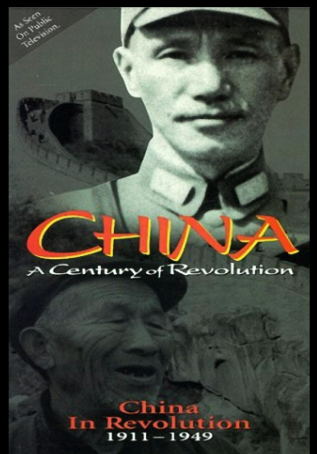 As Seen
On Public
Television.
CHINA
A Century of Revolution
China
In Revolution
1911–1949